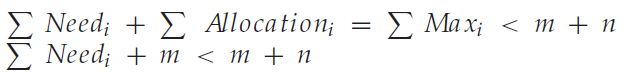 ∑ Needᵢ + ∑ Allocationᵢ = ∑ Maxᵢ < m + n
∑ Needᵢ + m < m + n